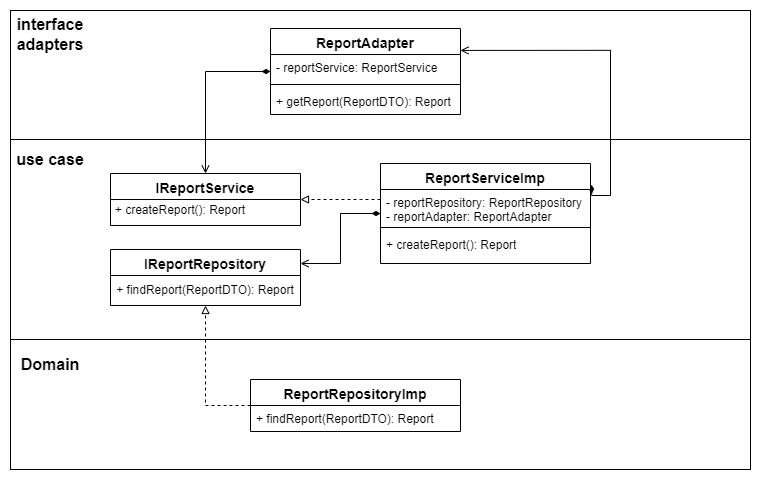 interface
adapters
ReportAdapter
- reportService: ReportService
+ getReport(ReportDTO): Report
use case
IReportService
+ createReport(): Report
ReportServiceImp
- reportRepository: ReportRepository
- reportAdapter: ReportAdapter
+ createReport(): Report
IReportRepository
+ findReport(ReportDTO): Report
Domain
ReportRepositoryImp
+ findReport(ReportDTO): Report